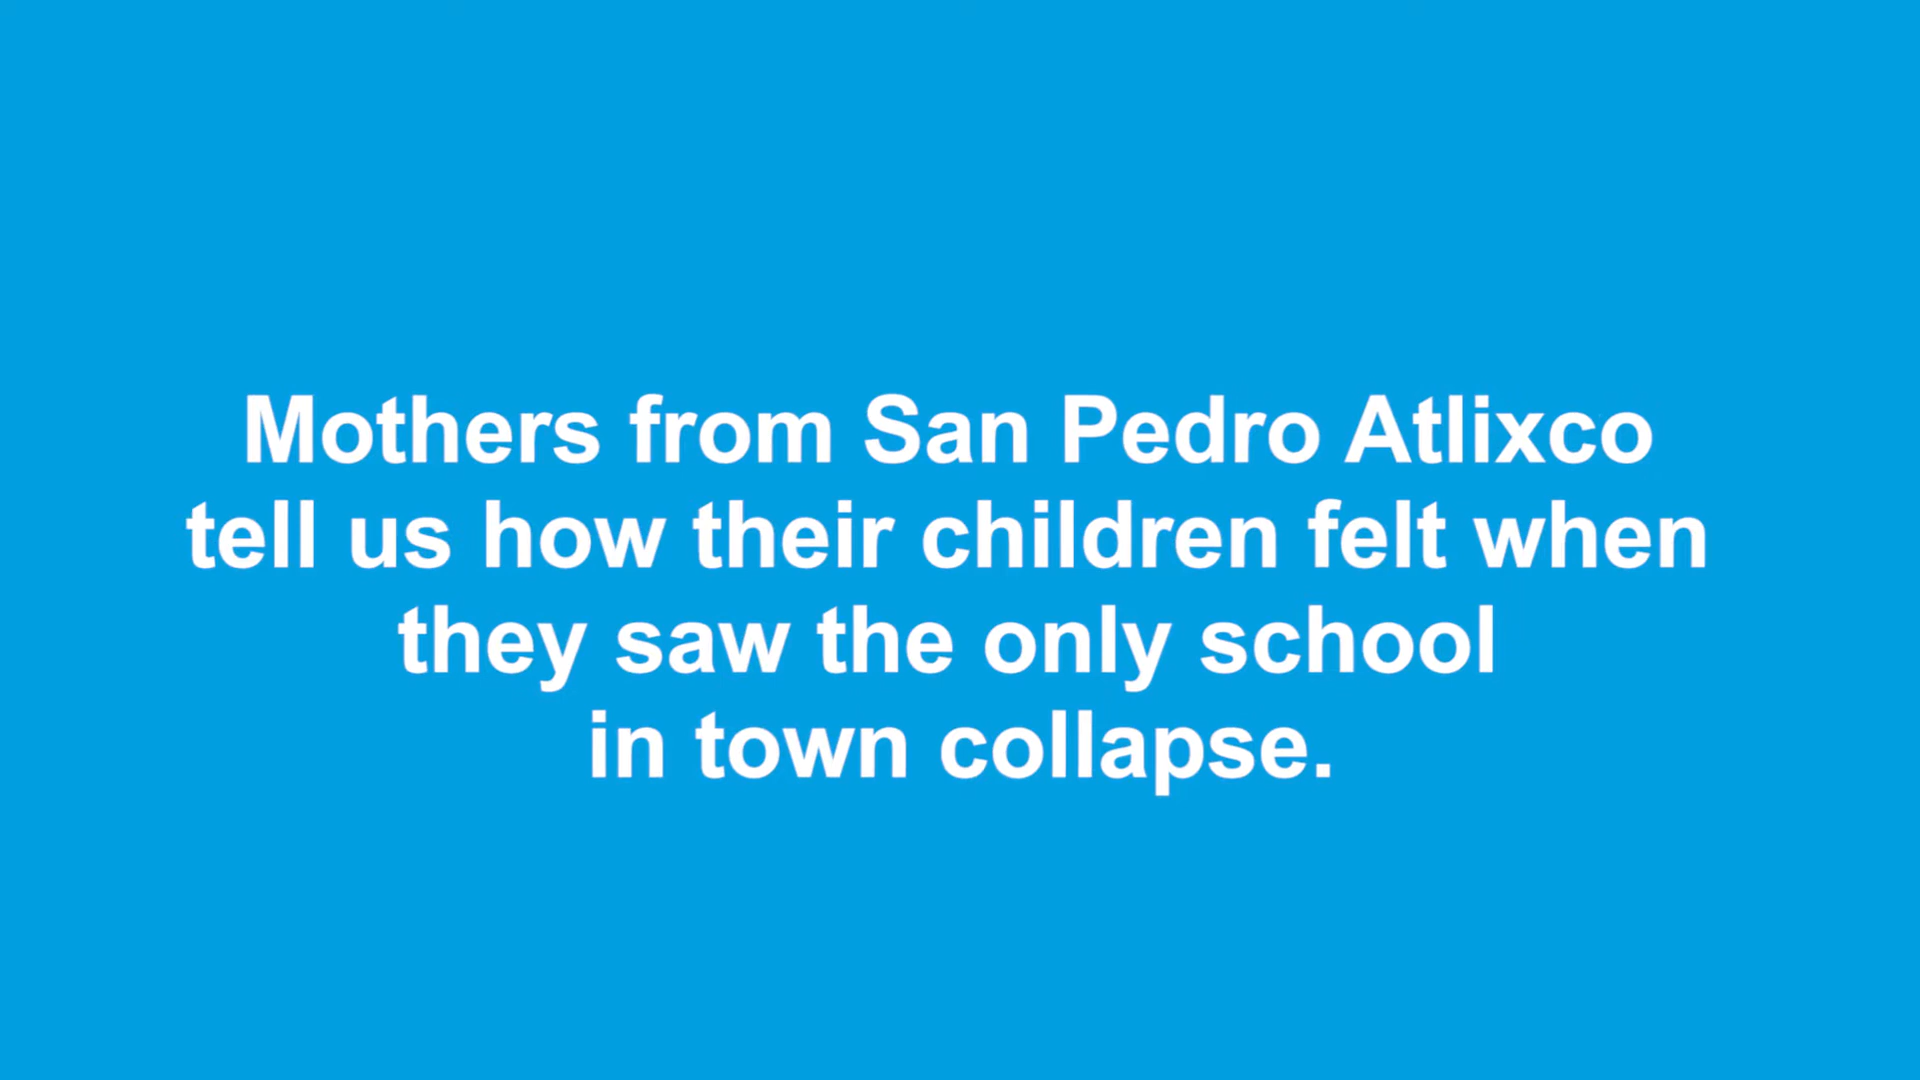 Mothers from San Pedro Atlixco
tell us how their children felt when
they saw the only school
in town collapse.